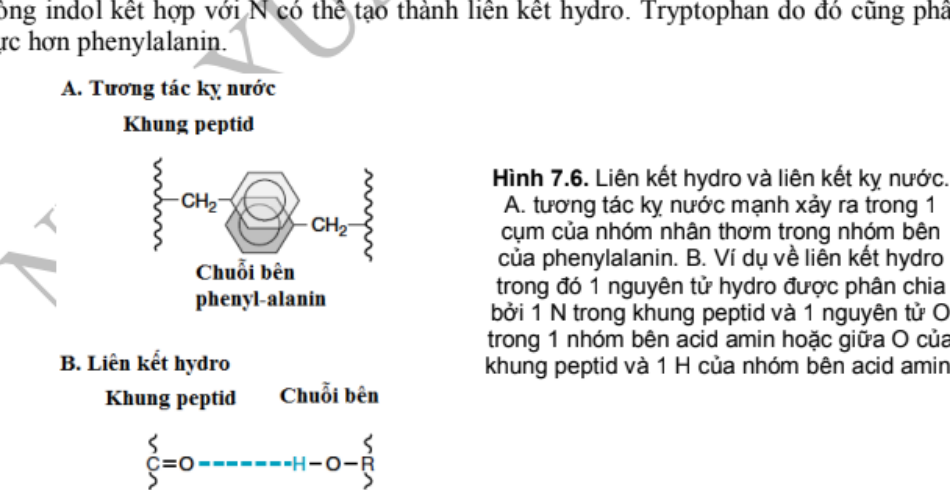 indol kết hợp với N có thể tạo thành liên kết hydro. Tryptophan do đó cũng
hơn phenylalanin.
A. Tương tác kỵ nước
Khung peptid
CH₂
CH₂
Chuỗi bên
phenyl-alanin
Hình 7.6. Liên kết hydro và liên kết kỵ nước.
A. tương tác kỵ nước mạnh xảy ra trong 1
cụm của nhóm nhân thơm trong nhóm bên
của phenylalanin. B. Ví dụ về liên kết hydro
trong đó 1 nguyên tử hydro được phân chia
bởi 1 N trong khung peptid và 1 nguyên tử O
trong 1 nhóm bên acid amin hoặc giữa O của
khung peptid và 1 H của nhóm bên acid amin
B. Liên kết hydro
Khung peptid Chuỗi bên
C=O H–O–R